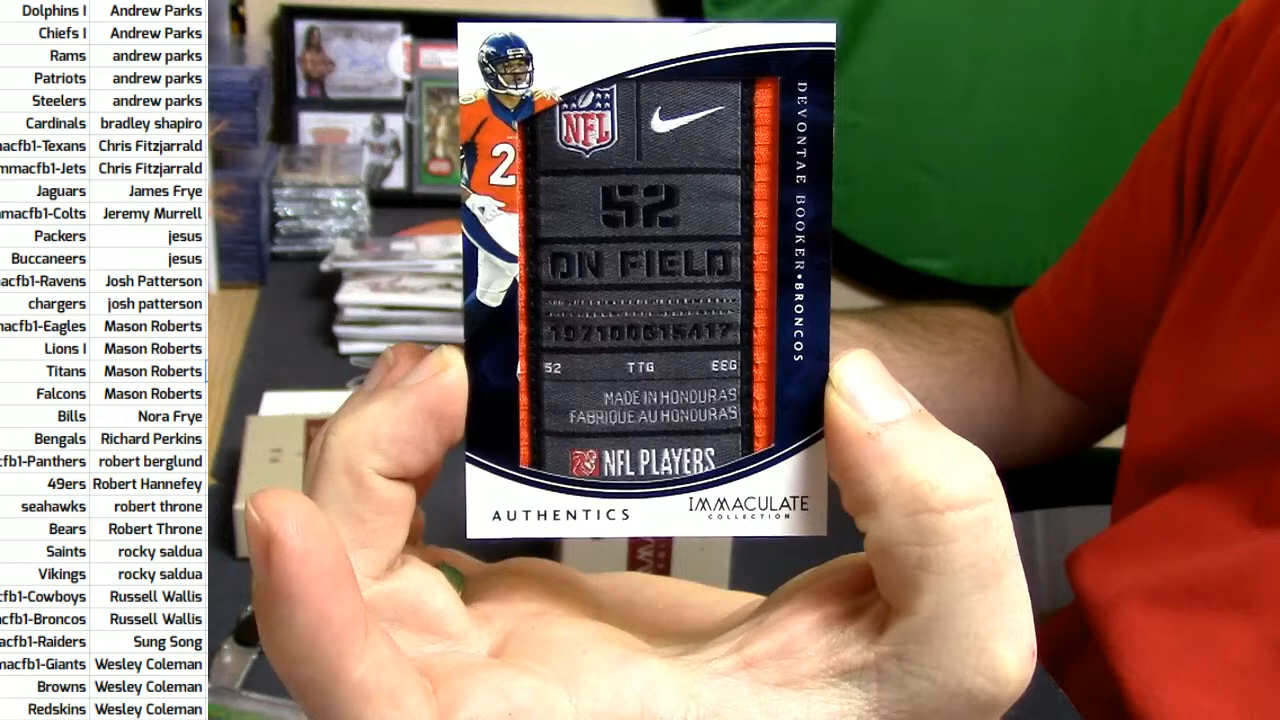 Dolphins I Andrew Parks
Chiefs I Andrew Parks
Rams andrew parks
Patriots andrew parks
Steelers andrew parks
Cardinals bradley shapiro
nacfb1-Texans Chris Fitzjarrald
mmacfb1-Jets Chris Fitzjarrald
Jaguars James Frye
macfb1-Colts Jeremy Murrell
Packers jesus
Buccaneers jesus
acfb1-Ravens Josh Patterson
chargers josh patterson
nacfb1-Eagles Mason Roberts
Lions I Mason Roberts
Titans Mason Roberts
Falcons Mason Roberts
Bills Nora Frye
Bengals Richard Perkins
cfb1-Panthers robert berglund
49ers Robert Hannefey
seahawks robert throne
Bears Robert Throne
Saints rocky saldua
Vikings rocky saldua
cfb1-Cowboys Russell Wallis
acfb1-Broncos Russell Wallis
acfb1-Raiders Sung Song
nacfb1-Giants Wesley Coleman
Browns Wesley Coleman
Redskins Wesley Coleman
NFL
52
ON FIELD
52 TTG EEG
MADE IN HONDURAS
FABRIQUE AU HONDURAS
NFL PLAYERS
2
DEVONTAE BOOKER•BRONCOS
AUTHENTICS
IMMACULATE
COLLECTION